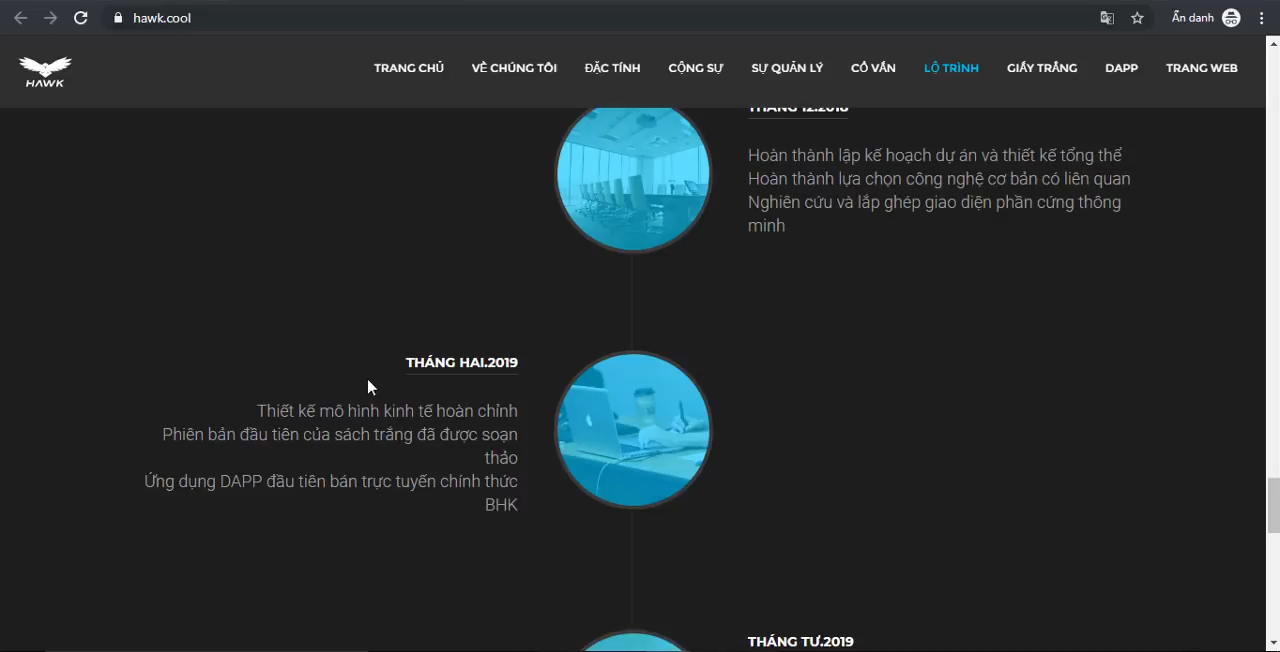 hawk.cool
Ẩn danh
HAWK
TRANG CHỦ
VỀ CHÚNG TÔI
ĐẶC TÍNH
CỘNG SỰ
SỰ QUẢN LÝ
CỐ VẤN
LỘ TRÌNH
GIẤY TRẮNG
DAPP
TRANG WEB
THÁNG 12.2018
Hoàn thành lập kế hoạch dự án và thiết kế tổng thể
Hoàn thành lựa chọn công nghệ cơ bản có liên quan
Nghiên cứu và lắp ghép giao diện phần cứng thông
minh
THÁNG HAI.2019
Thiết kế mô hình kinh tế hoàn chỉnh
Phiên bản đầu tiên của sách trắng đã được soạn
thảo
Ứng dụng DAPP đầu tiên bán trực tuyến chính thức
BHK
THÁNG TƯ.2019